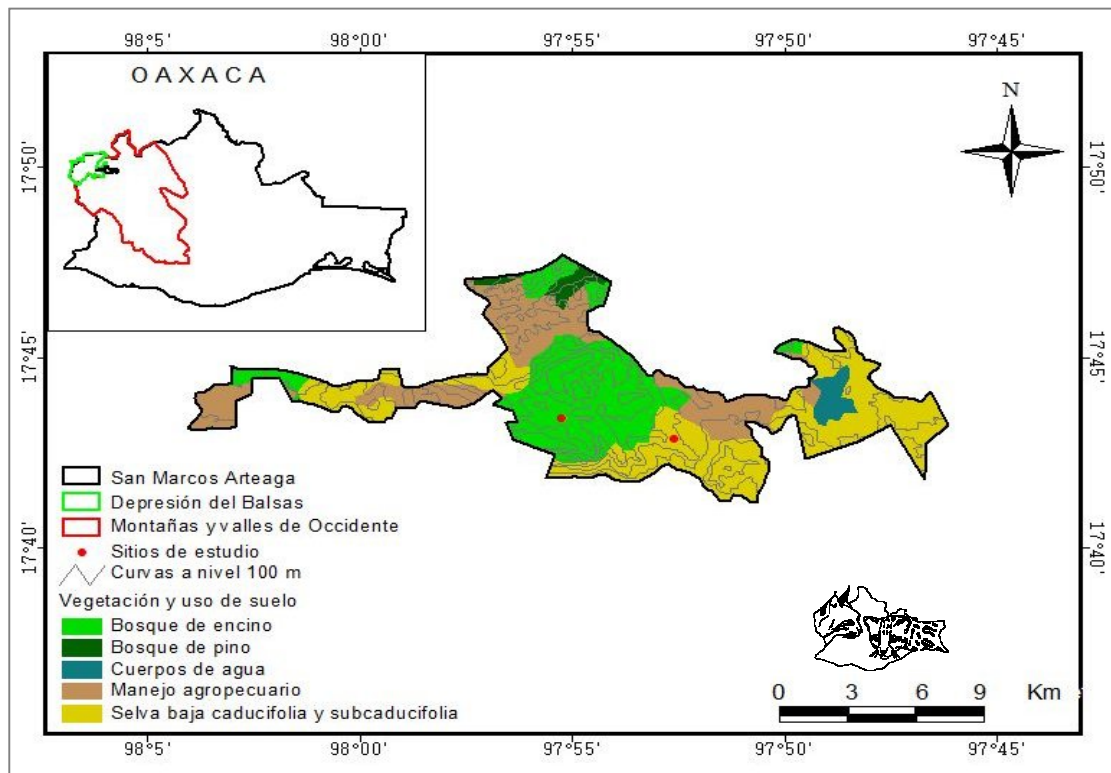 98°5' 98°00' 97°55' 97°50' 97°45'
OAXACA
N
17°50' 17°50'
17°45' 17°45'
San Marcos Arteaga
Depresión del Balsas
Montañas y valles de Occidente
Sitios de estudio
Curvas a nivel 100 m
Vegetación y uso de suelo
Bosque de encino
Bosque de pino
Cuerpos de agua
Manejo agropecuario
Selva baja caducifolia y subcaducifolia
17°40' 17°40'
0 3 6 9 Km
98°5' 98°00' 97°55' 97°50' 97°45'